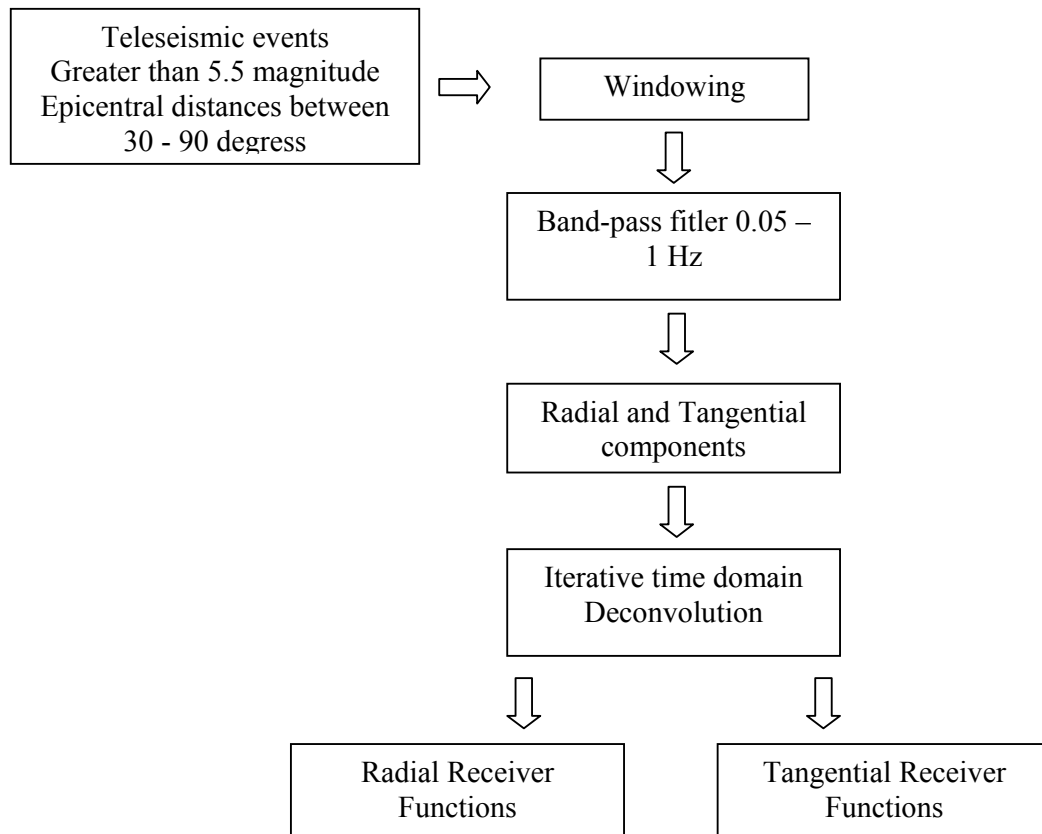 Teleseismic events
Greater than 5.5 magnitude
Epicentral distances between
30 - 90 degress
Windowing
Band-pass fitler 0.05 –
1 Hz
Radial and Tangential
components
Iterative time domain
Deconvolution
Radial Receiver
Functions
Tangential Receiver
Functions